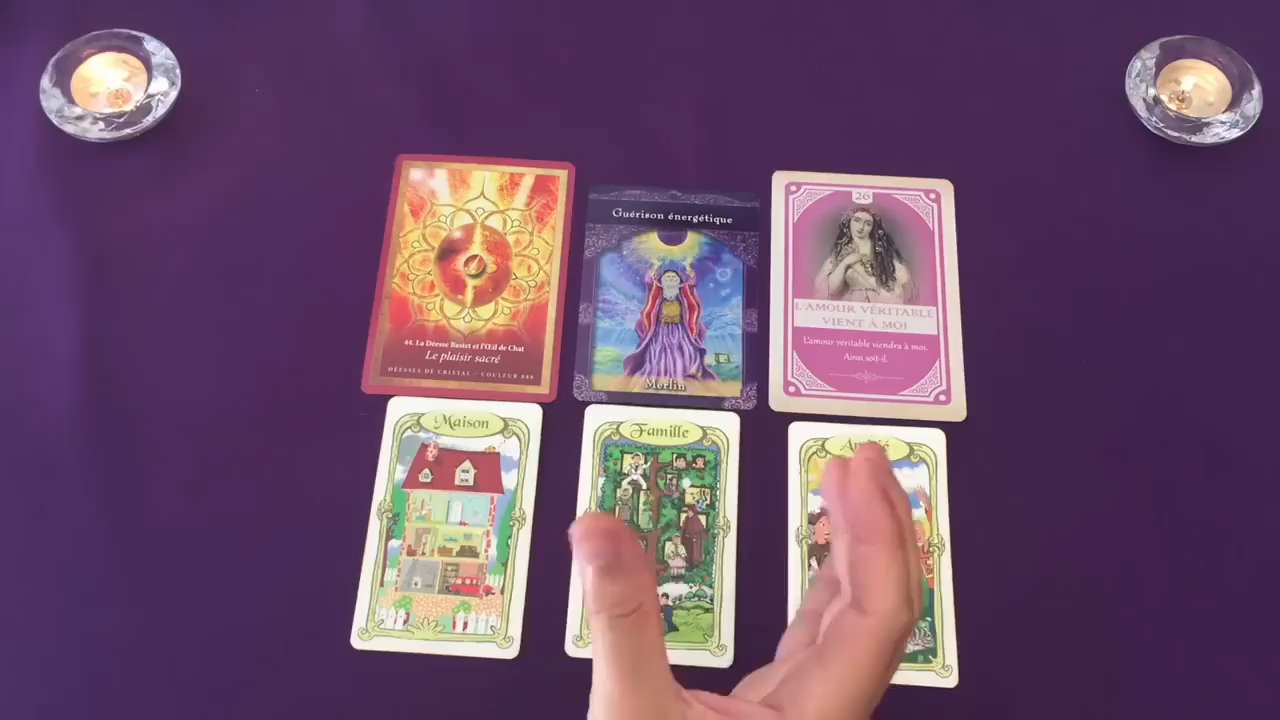 Guérison énergétique
Merlin
44. La Déesse Bastet et l'Œil de Chat
Le plaisir sacré
DÉESSES DE CRISTAL - COULEUR 888
26
L'AMOUR VÉRITABLE
VIENT À MOI
L'amour véritable viendra à moi.
Ainsi soit-il.
Maison
Famille